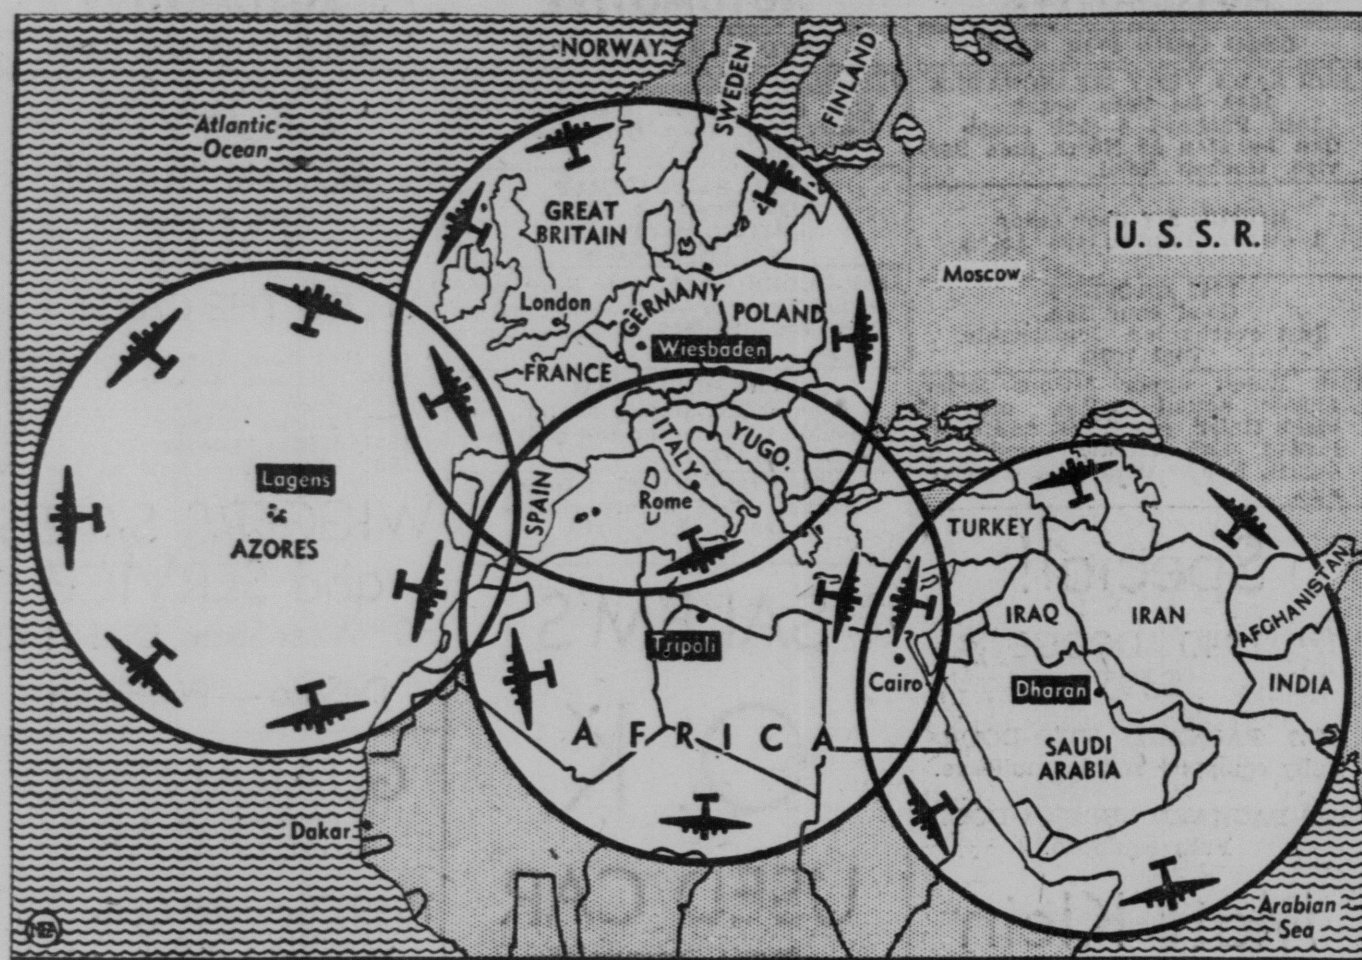 NORWAY
SWEDEN
FINLAND
Atlantic
Ocean
GREAT
BRITAIN
U. S. S. R.
Moscow
London
GERMANY
POLAND
Wiesbaden
FRANCE
ITALY
YUGO.
Lagens
SPAIN
Rome
AZORES
TURKEY
IRAQ
IRAN
AFGHANISTAN
Tripoli
Cairo
Dharan
INDIA
AFRICA
SAUDI
ARABIA
Dakar
Arabian
Sea
NEA